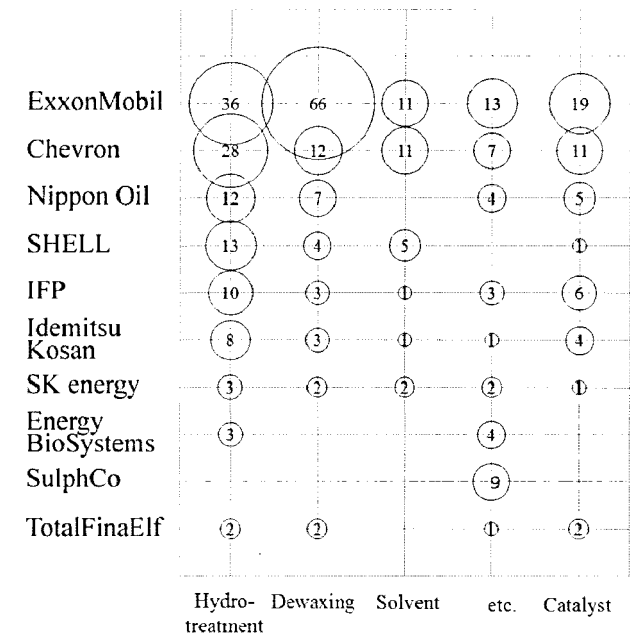 ExxonMobil 36 66 11 13 19
Chevron 28 12 11 7 11
Nippon Oil 12 7 4 5
SHELL 13 4 5 1
IFP 10 3 1 3 6
Idemitsu
Kosan 8 3 1 1 4
SK energy 3 2 2 2 1
Energy
BioSystems 3 4
SulphCo 9
TotalFinaElf 2 2 1 2
Hydro- Dewaxing Solvent etc. Catalyst
treatment